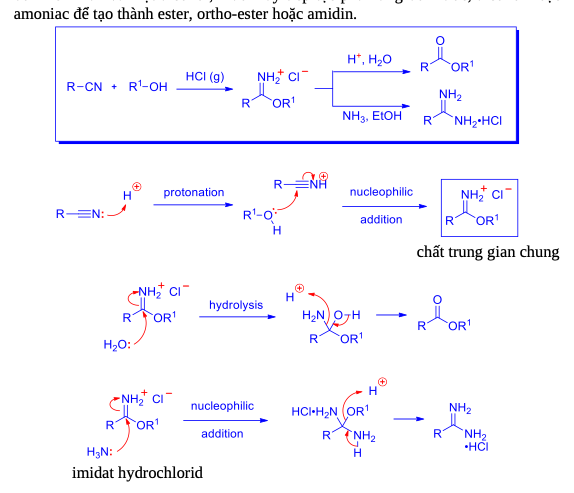 amoniac để tạo thành ester, ortho-ester hoặc amidin.
R–CN + R¹–OH HCl (g) NH₂⁺ Cl⁻ R OR¹ H⁺, H₂O O R OR¹
NH₃, EtOH NH₂ R NH₂•HCl
R≡N: H⊕ protonation R≡NH⊕ R¹–O: H nucleophilic addition NH₂⁺ Cl⁻ R OR¹
chất trung gian chung
NH₂⁺ Cl⁻ R OR¹ H₂O: hydrolysis H⊕ H₂N O–H R OR¹ O R OR¹
NH₂⁺ Cl⁻ R OR¹ H₃N: nucleophilic addition HCl•H₂N OR¹ R NH₂ H H⊕ NH₂ R NH₂ •HCl
imidat hydrochlorid